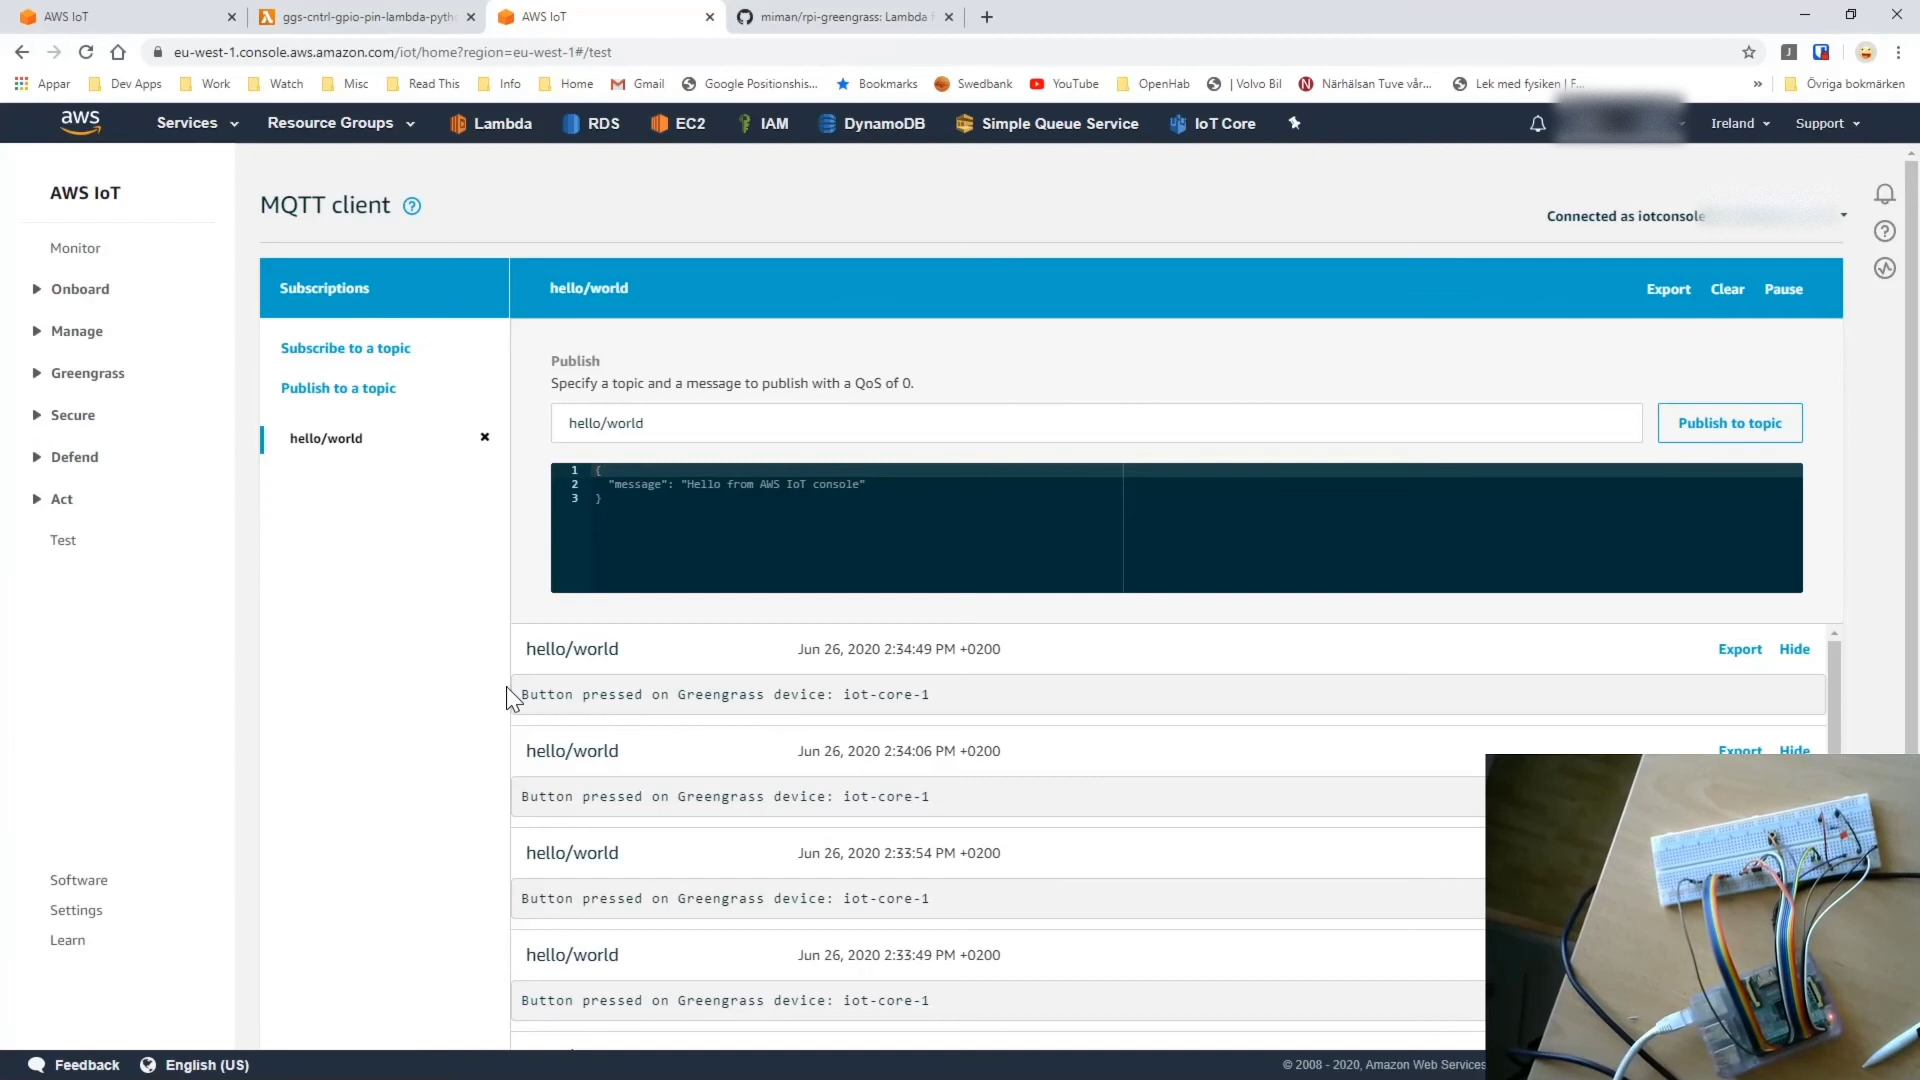 AWS IoT
ggs-cntrl-gpio-pin-lambda-pyth
AWS IoT
miman/rpi-greengrass: Lambda
eu-west-1.console.aws.amazon.com/iot/home?region=eu-west-1#/test
Appar
Dev Apps
Work
Watch
Misc
Read This
Info
Home
Gmail
Google Positionshis...
Bookmarks
Swedbank
YouTube
OpenHab
| Volvo Bil
Närhälsan Tuve vår...
Lek med fysiken | F...
»
Övriga bokmärken
aws
Services
Resource Groups
Lambda
RDS
EC2
IAM
DynamoDB
Simple Queue Service
IoT Core
Ireland
Support
AWS IoT
Monitor
Onboard
Manage
Greengrass
Secure
Defend
Act
Test
Software
Settings
Learn
MQTT client
Connected as iotconsole
Subscriptions
Subscribe to a topic
Publish to a topic
hello/world
hello/world
Export
Clear
Pause
Publish
Specify a topic and a message to publish with a QoS of 0.
hello/world
Publish to topic
1 {
2 "message": "Hello from AWS IoT console"
3 }
hello/world Jun 26, 2020 2:34:49 PM +0200 Export Hide
Button pressed on Greengrass device: iot-core-1
hello/world Jun 26, 2020 2:34:06 PM +0200 Export Hide
Button pressed on Greengrass device: iot-core-1
hello/world Jun 26, 2020 2:33:54 PM +0200
Button pressed on Greengrass device: iot-core-1
hello/world Jun 26, 2020 2:33:49 PM +0200
Button pressed on Greengrass device: iot-core-1
Feedback
English (US)
© 2008 - 2020, Amazon Web Services